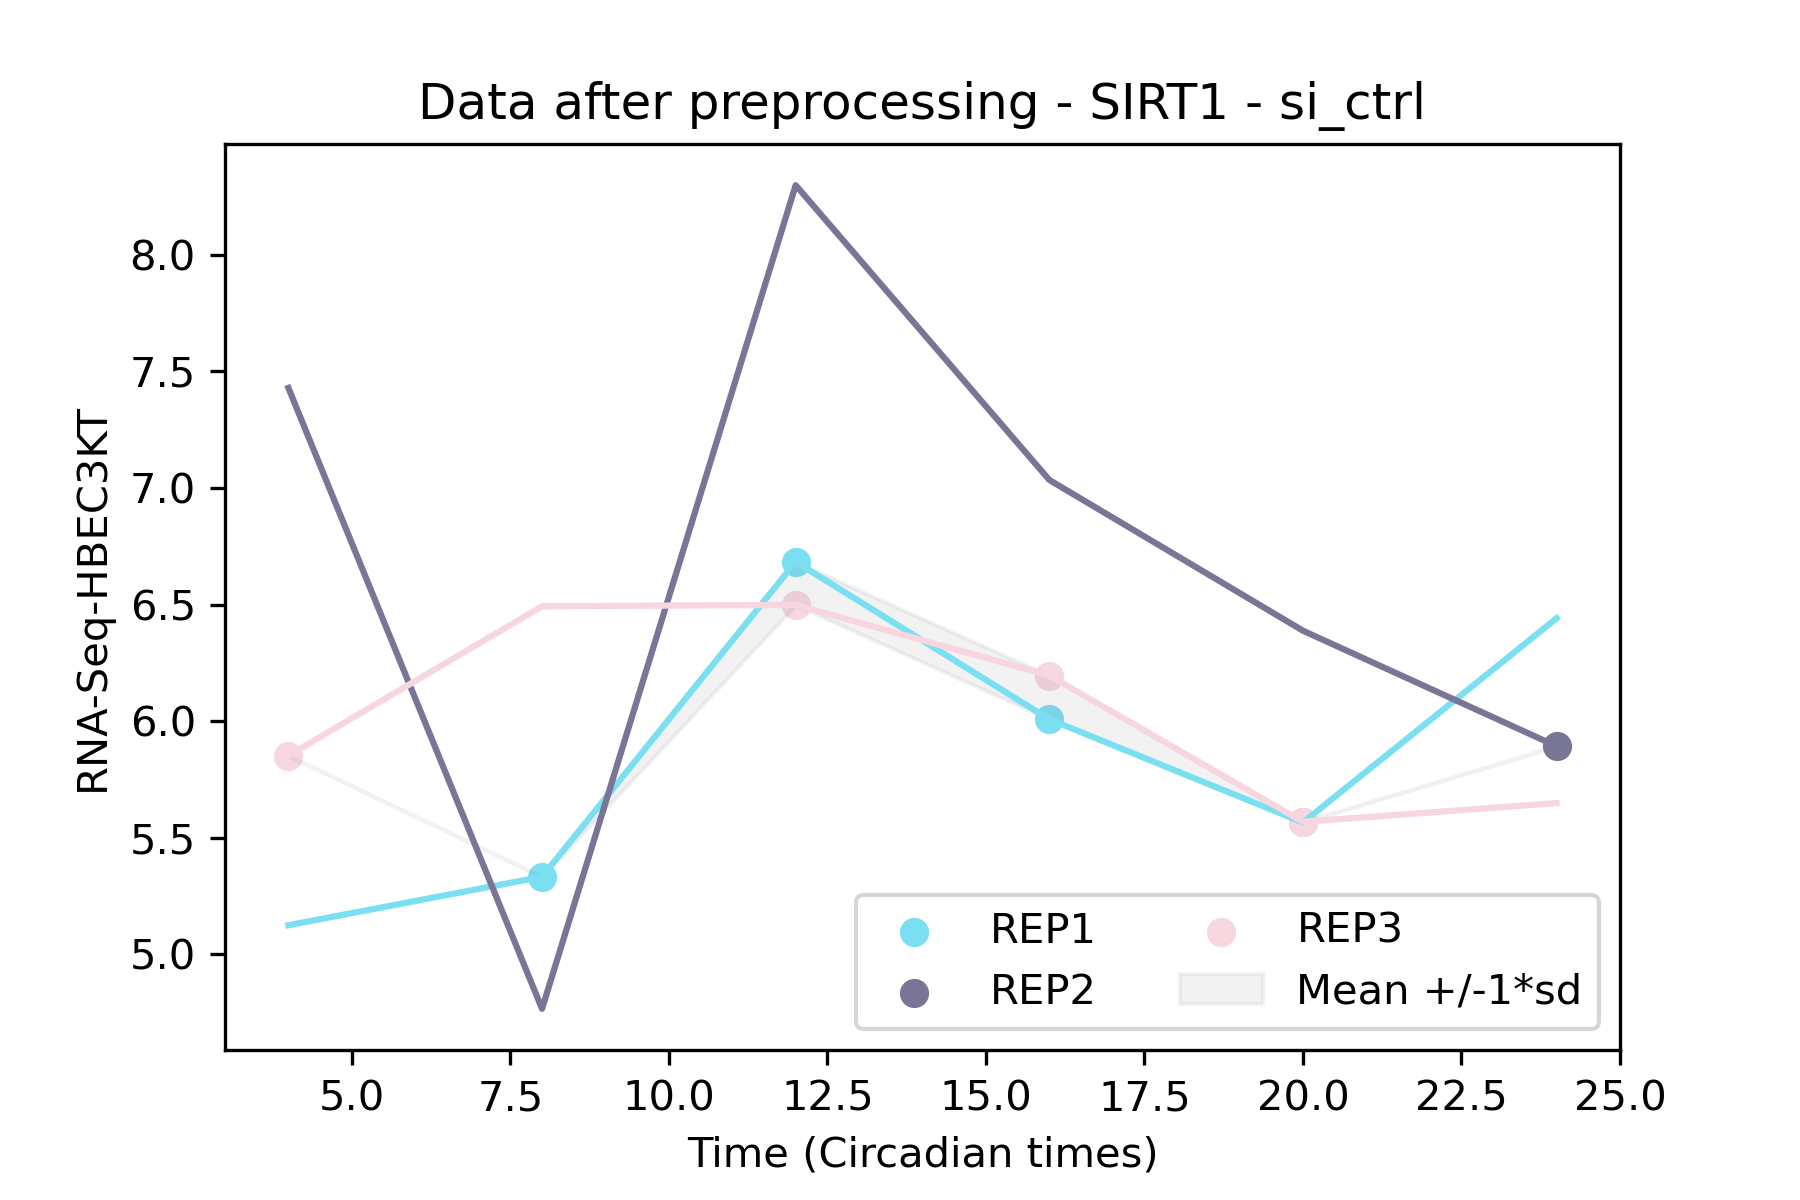 Data after preprocessing - SIRT1 - si_ctrl
RNA-Seq-HBEC3KT
8.0
7.5
7.0
6.5
6.0
5.5
5.0
REP1
REP2
REP3
Mean +/-1*sd
5.0 7.5 10.0 12.5 15.0 17.5 20.0 22.5 25.0
Time (Circadian times)